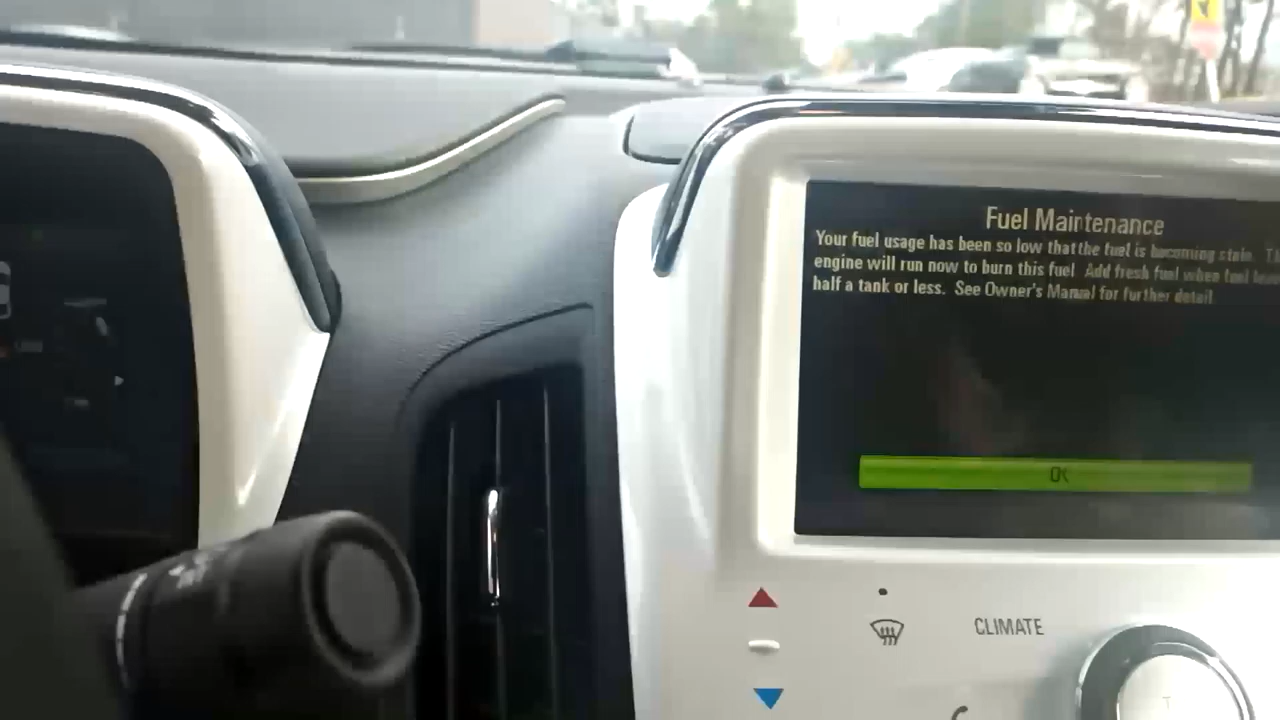 Fuel Maintenance
Your fuel usage has been so low that the fuel is becoming stale. Th
engine will run now to burn this fuel. Add fresh fuel when fuel
half a tank or less. See Owner's Manual for further detail
OK
CLIMATE